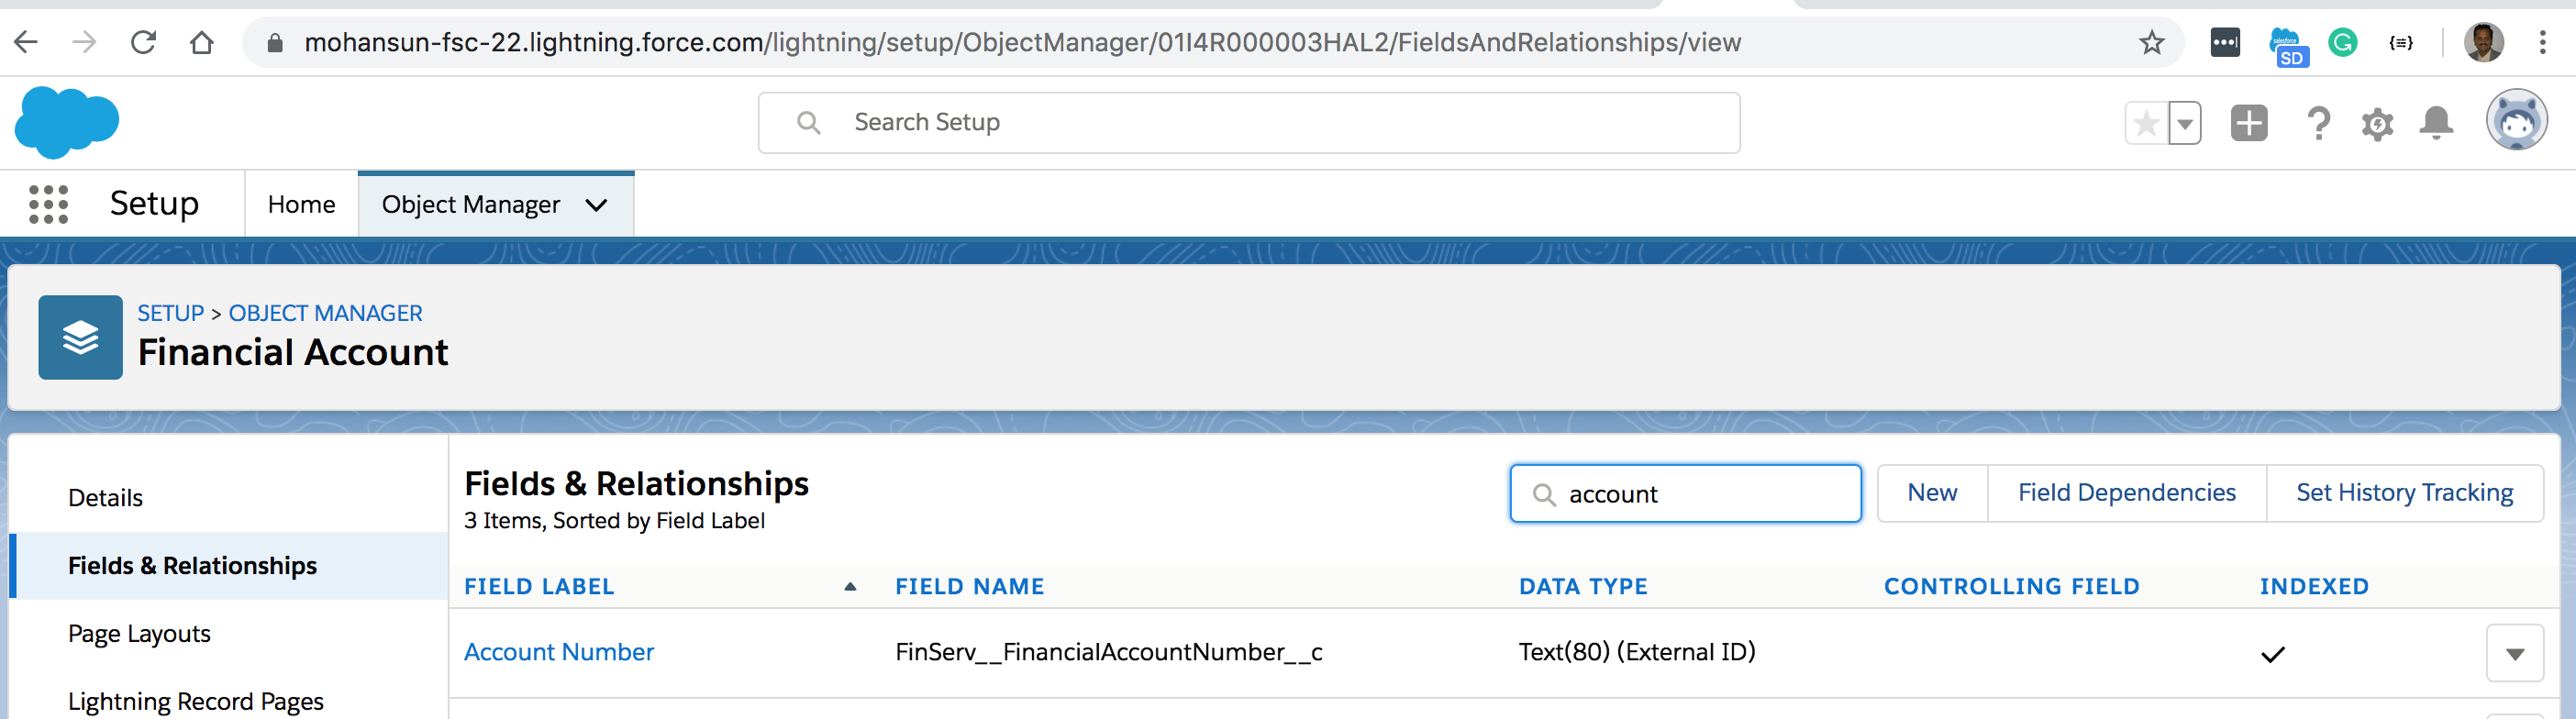 mohansun-fsc-22.lightning.force.com/lightning/setup/ObjectManager/01I4R000003HAL2/FieldsAndRelationships/view
salesforce
SD
Search Setup
Setup
Home
Object Manager
SETUP > OBJECT MANAGER
Financial Account
Details
Fields & Relationships
Page Layouts
Lightning Record Pages
Fields & Relationships
3 Items, Sorted by Field Label
account
New
Field Dependencies
Set History Tracking
FIELD LABEL
FIELD NAME
DATA TYPE
CONTROLLING FIELD
INDEXED
Account Number
FinServ__FinancialAccountNumber__c
Text(80) (External ID)